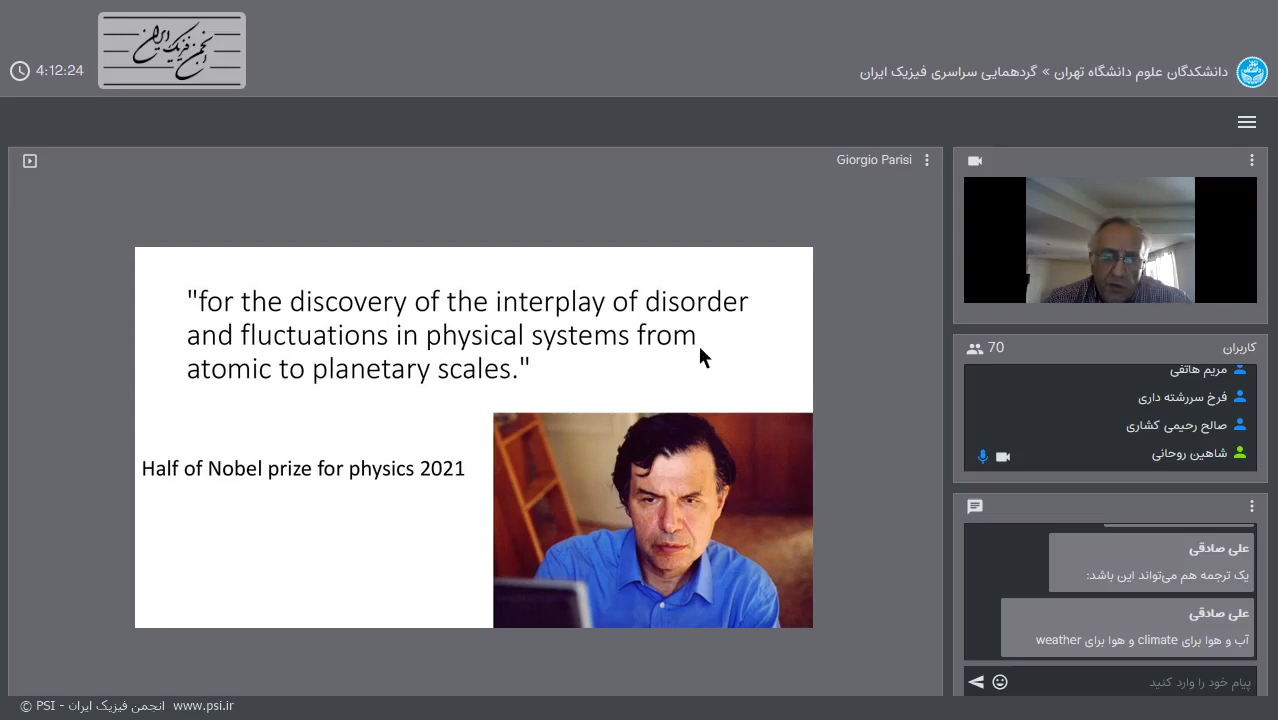 4:12:24
انجمن فیزیک ایران
دانشکدگان علوم دانشگاه تهران » گردهمایی سراسری فیزیک ایران
Giorgio Parisi
"for the discovery of the interplay of disorder
and fluctuations in physical systems from
atomic to planetary scales."
Half of Nobel prize for physics 2021
70
کاربران
مریم هاتفی
فرخ سررشته داری
صالح رحیمی کشاری
شاهین روحانی
علی صادقی
یک ترجمه هم می‌تواند این باشد:
علی صادقی
آب و هوا برای climate و هوا برای weather
پیام خود را وارد کنید
© PSI - انجمن فیزیک ایران www.psi.ir